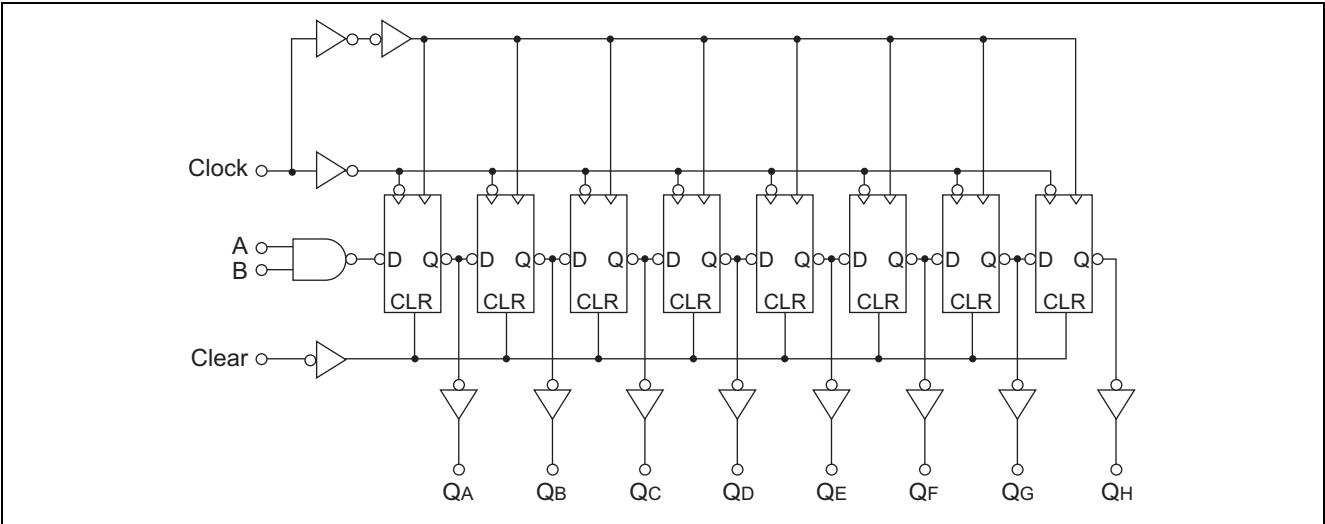 Clock
A
B
D Q D Q D Q D Q D Q D Q D Q D Q
CLR CLR CLR CLR CLR CLR CLR CLR
Clear
QA QB QC QD QE QF QG QH